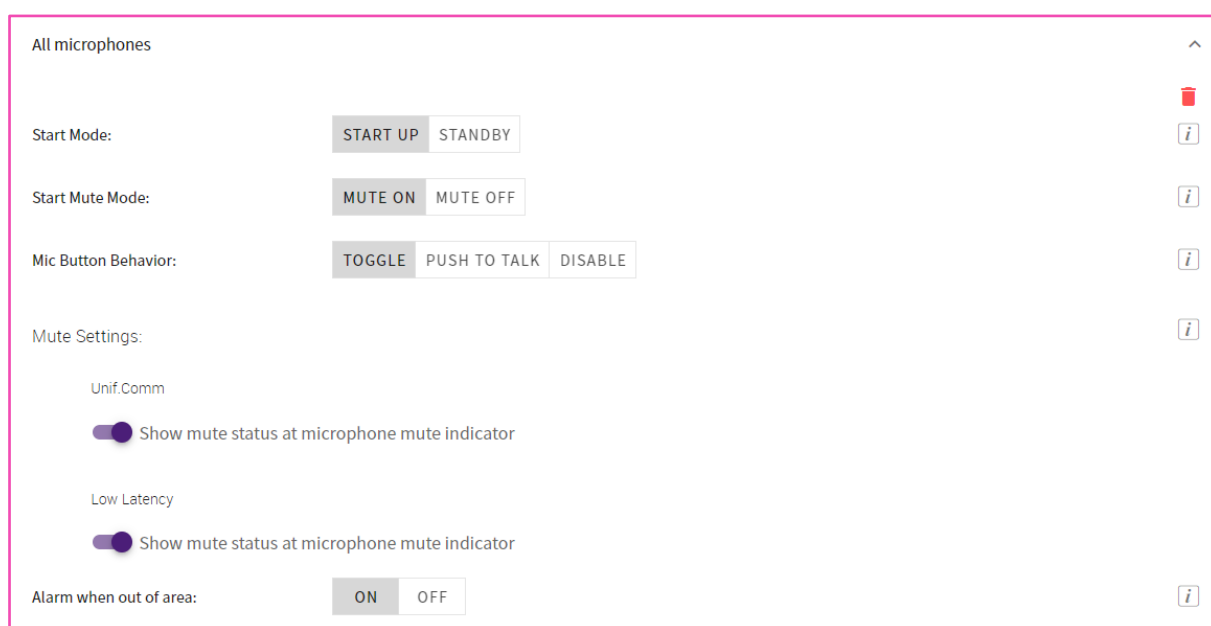 All microphones
Start Mode: START UP STANDBY i
Start Mute Mode: MUTE ON MUTE OFF i
Mic Button Behavior: TOGGLE PUSH TO TALK DISABLE i
Mute Settings: i
Unif.Comm
Show mute status at microphone mute indicator
Low Latency
Show mute status at microphone mute indicator
Alarm when out of area: ON OFF i